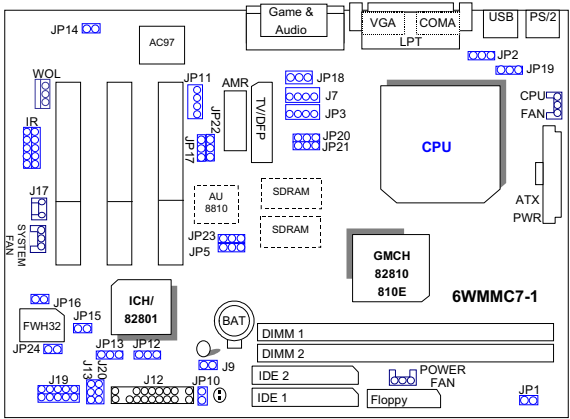 Game &
Audio
VGA
COMA
LPT
USB
PS/2
JP14
AC97
JP2
JP19
WOL
JP11
AMR
TV/DFP
JP18
J7
JP3
CPU
FAN
IR
JP22
JP17
JP20
JP21
CPU
J17
AU
8810
SDRAM
ATX
PWR
SYSTEM
FAN
SDRAM
JP23
JP5
GMCH
82810
810E
6WMMC7-1
JP16
ICH/
82801
FWH32
JP15
BAT
DIMM 1
JP24
JP13
JP12
DIMM 2
J9
POWER
FAN
J19
J13
J20
J12
JP10
IDE 2
IDE 1
Floppy
JP1